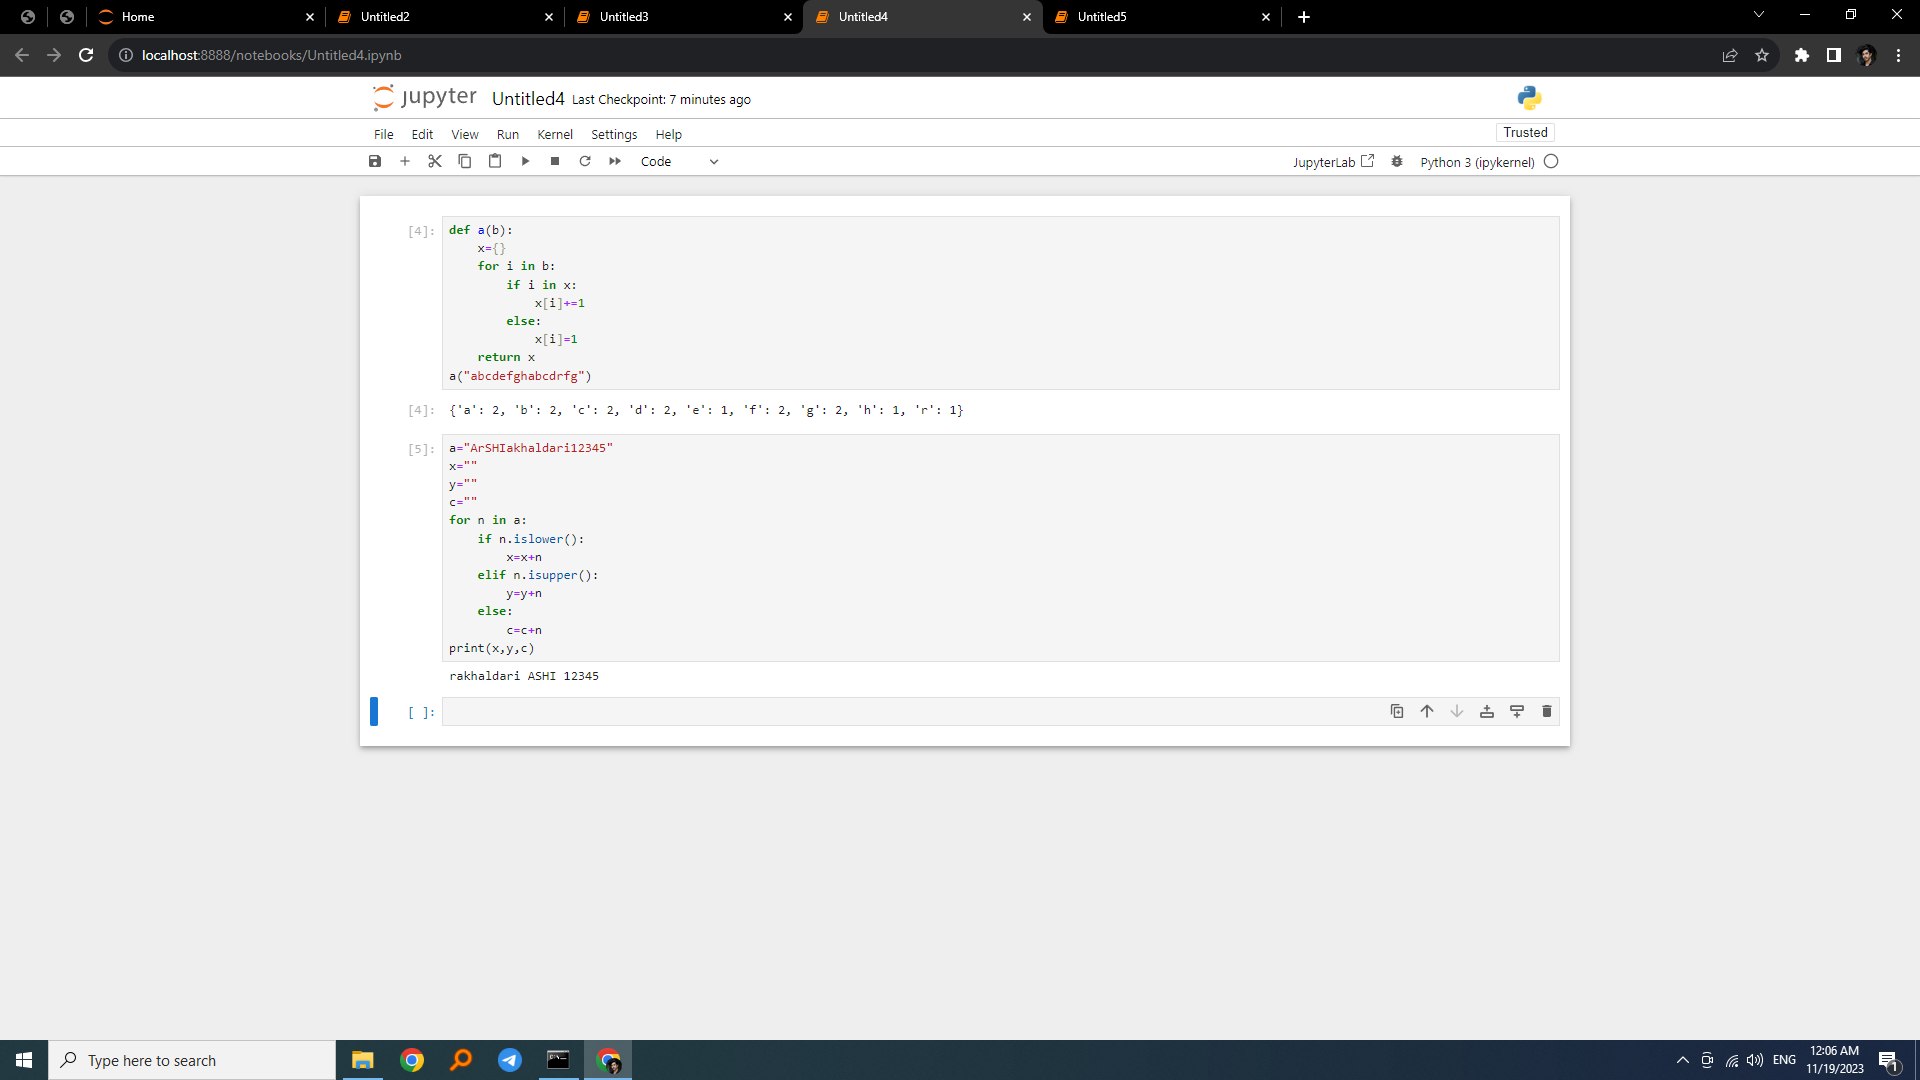 Home
Untitled2
Untitled3
Untitled4
Untitled5
localhost:8888/notebooks/Untitled4.ipynb
jupyter Untitled4 Last Checkpoint: 7 minutes ago
File Edit View Run Kernel Settings Help
Trusted
Code
JupyterLab
Python 3 (ipykernel)
[4]: def a(b):
    x={}
    for i in b:
        if i in x:
            x[i]+=1
        else:
            x[i]=1
    return x
a("abcdefghabcdrfg")
[4]: {'a': 2, 'b': 2, 'c': 2, 'd': 2, 'e': 1, 'f': 2, 'g': 2, 'h': 1, 'r': 1}
[5]: a="ArSHIakhaldari12345"
x=""
y=""
c=""
for n in a:
    if n.islower():
        x=x+n
    elif n.isupper():
        y=y+n
    else:
        c=c+n
print(x,y,c)
rakhaldari ASHI 12345
[ ]:
Type here to search
ENG
12:06 AM
11/19/2023
1